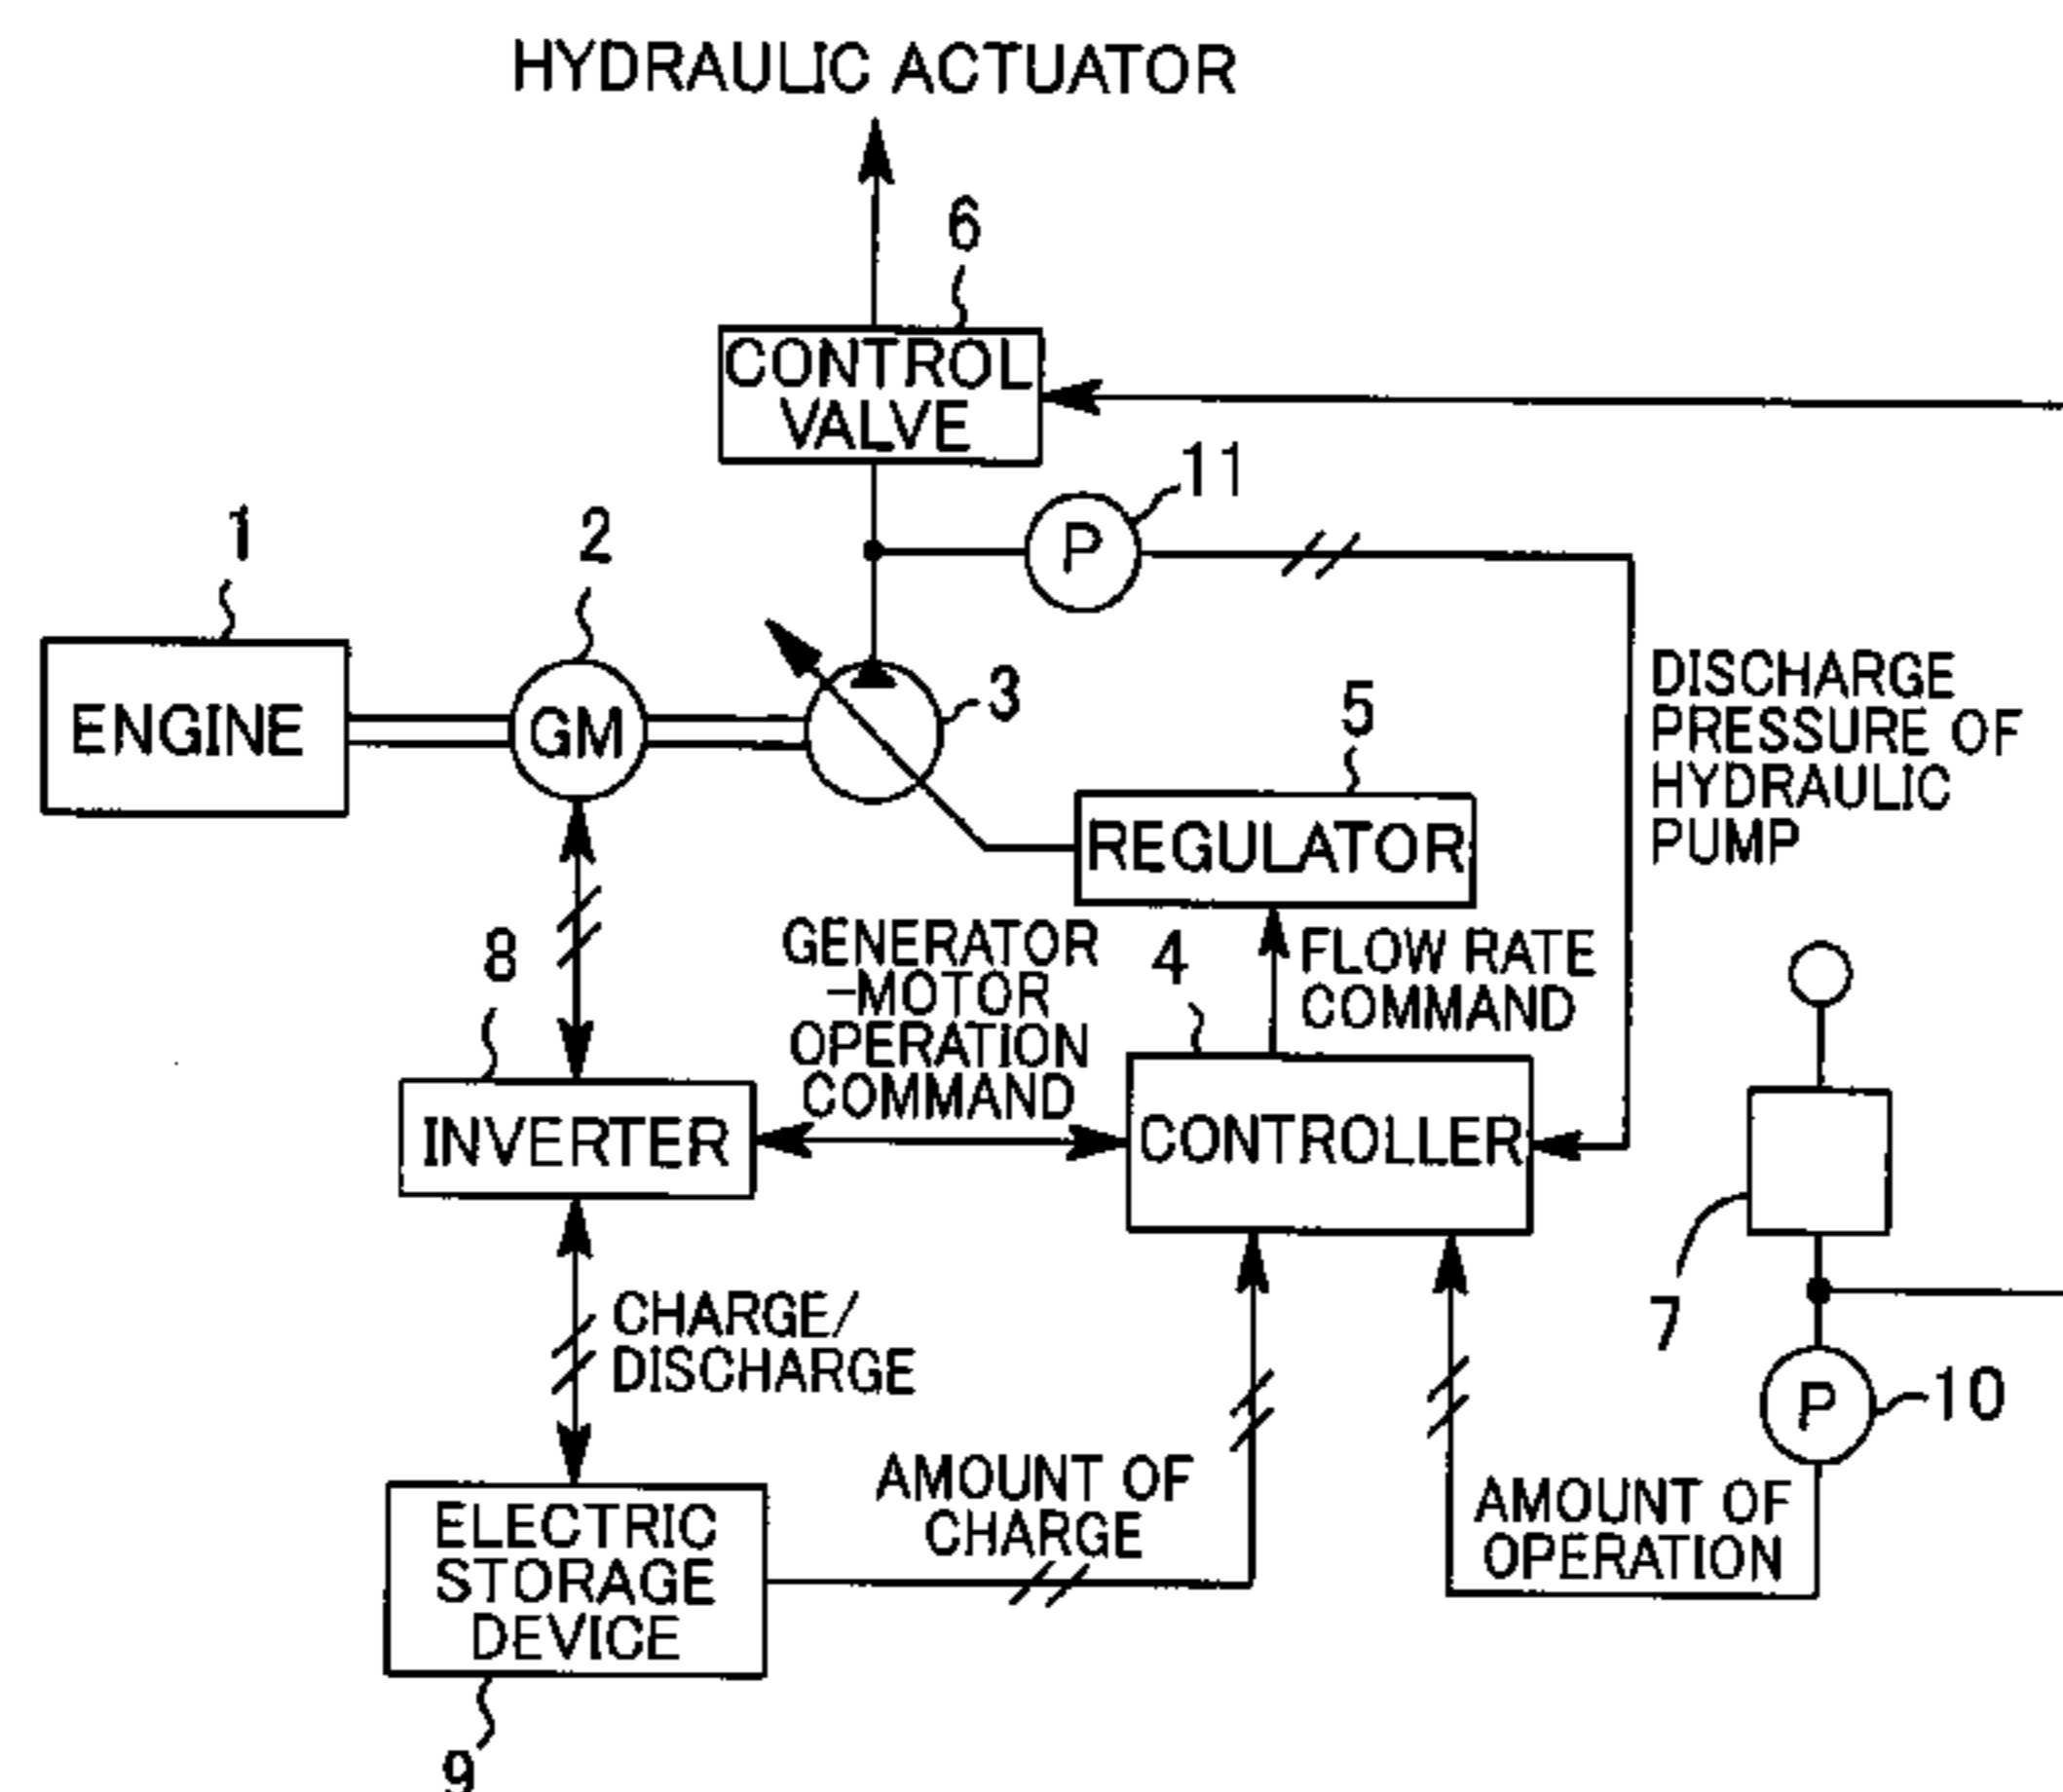 HYDRAULIC ACTUATOR
6
CONTROL
VALVE
11
P
1
2
ENGINE
GM
3
5
REGULATOR
DISCHARGE
PRESSURE OF
HYDRAULIC
PUMP
8
GENERATOR
-MOTOR
OPERATION
COMMAND
4
FLOW RATE
COMMAND
INVERTER
CONTROLLER
7
CHARGE/
DISCHARGE
P
10
ELECTRIC
STORAGE
DEVICE
AMOUNT OF
CHARGE
AMOUNT OF
OPERATION
9